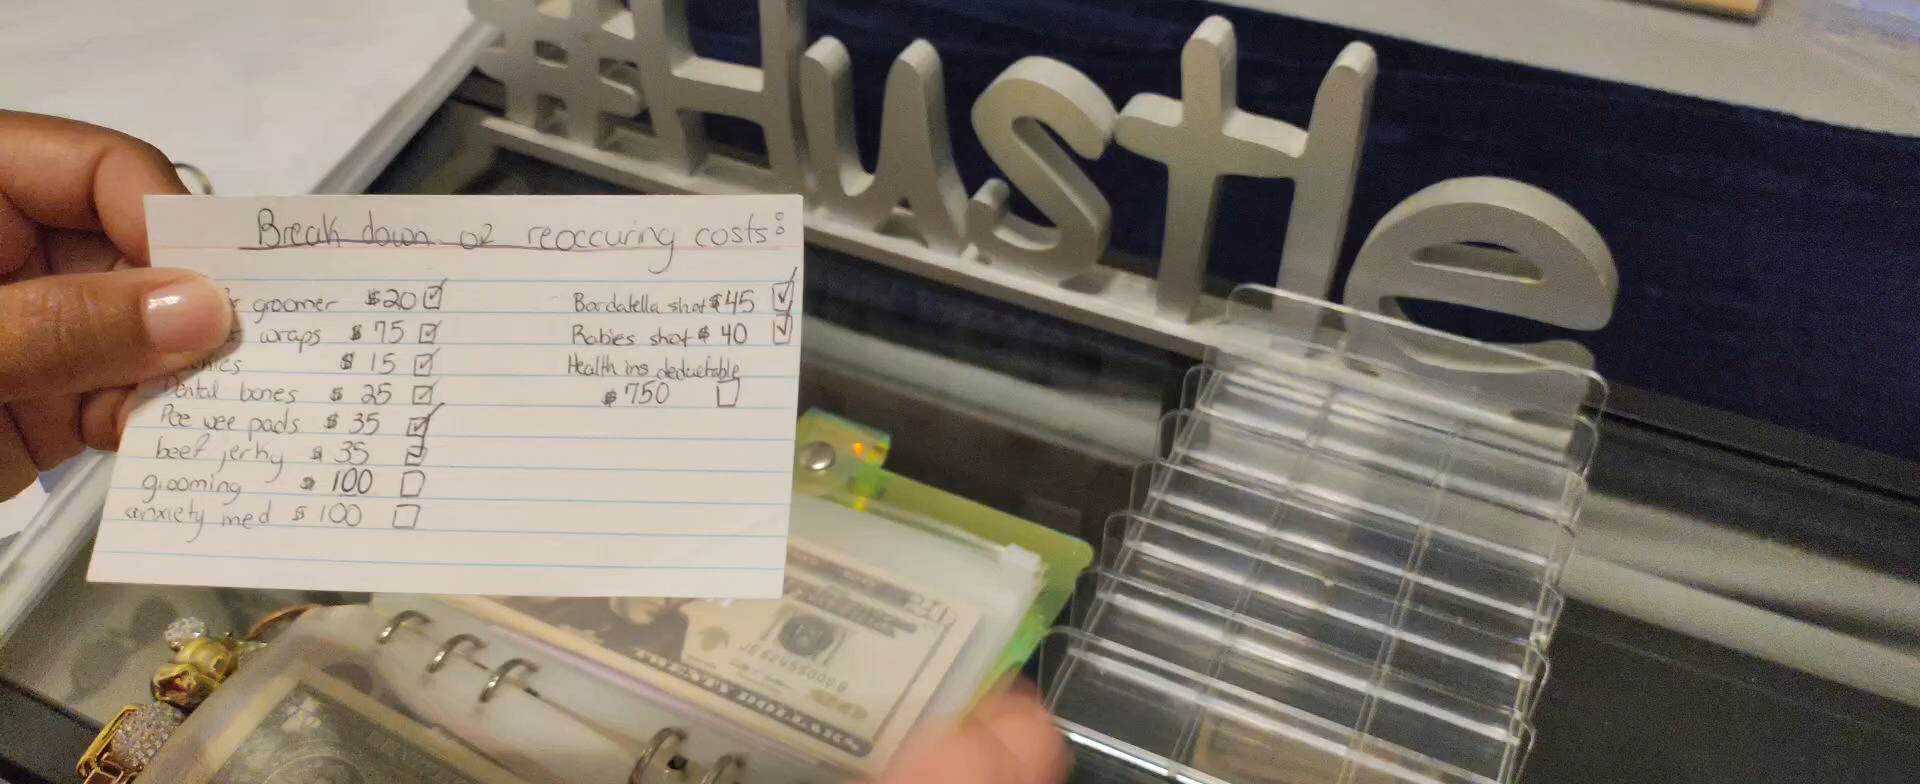 #Hustle
Break down of reoccuring costs:
groomer $20
wraps $75
$15
Dental bones $25
Pee wee pads $35
beef jerky $35
grooming $100
anxiety med $100
Bordatella shot $45
Rabies shot $40
Health ins deductable
$750
JE 62455000 B
TWENTY DOLLARS